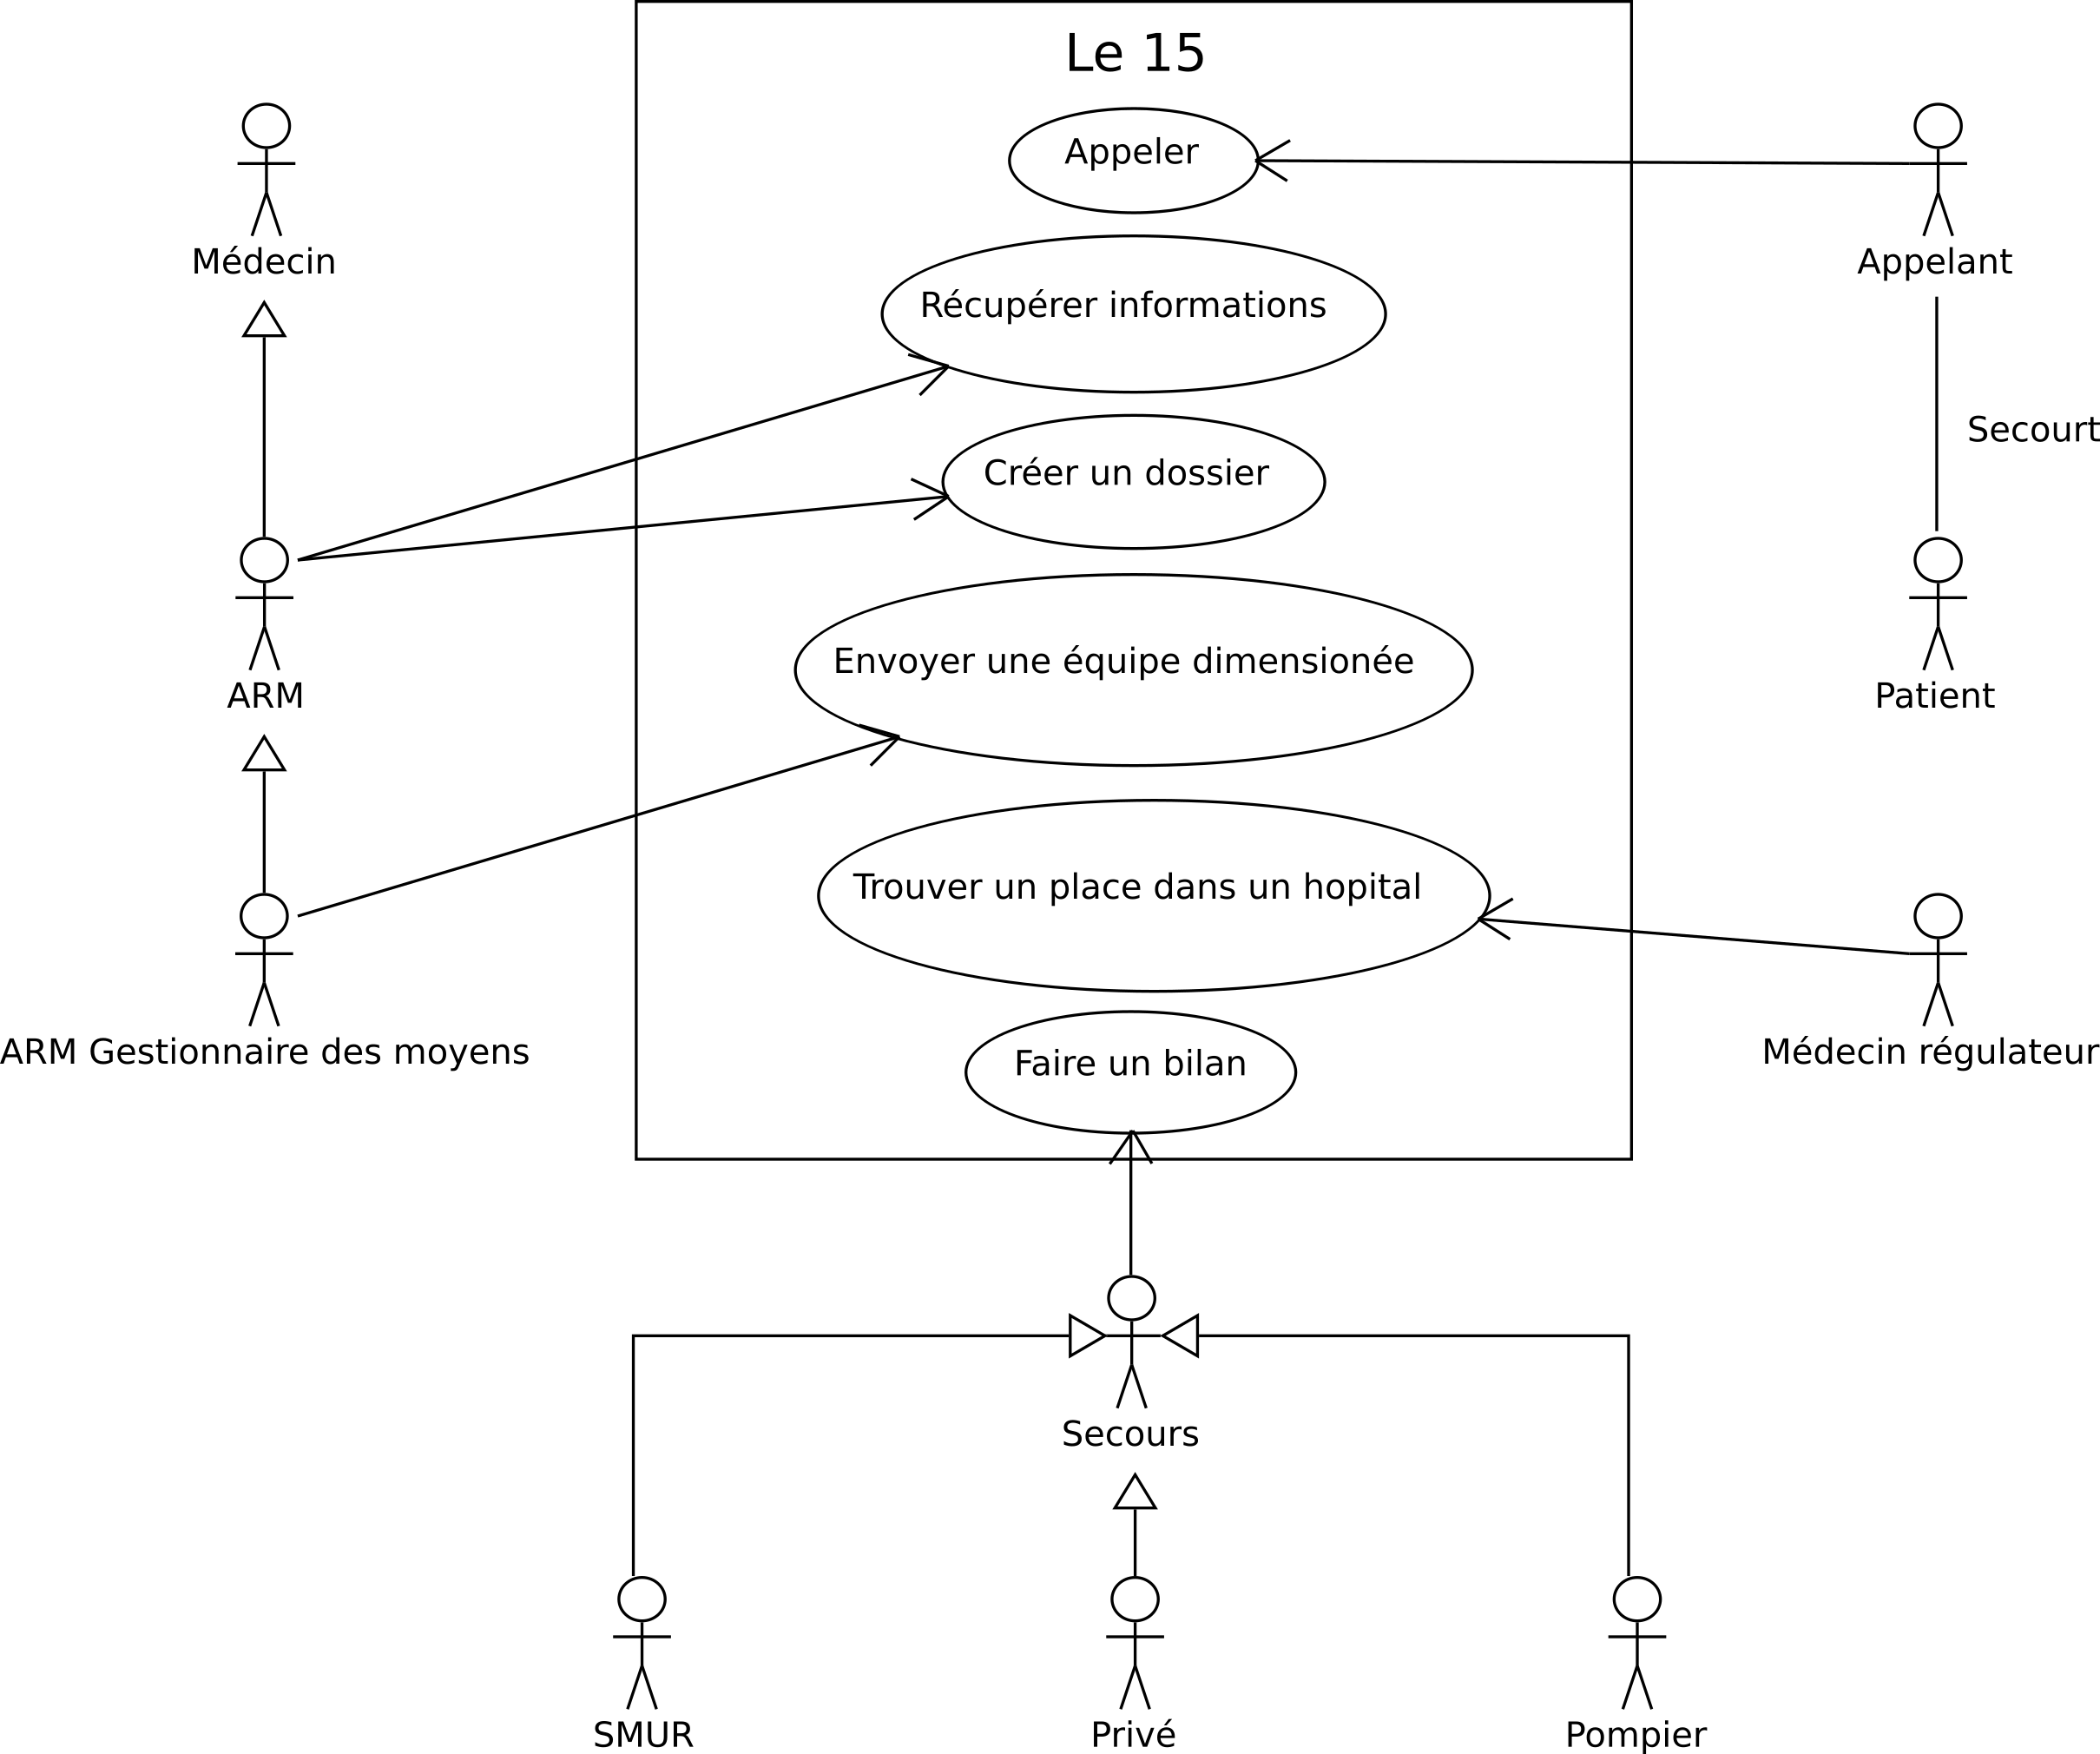 Le 15
Appeler
Médecin
Appelant
Récupérer informations
Secourt
Créer un dossier
Envoyer une équipe dimensionée
ARM
Patient
Trouver un place dans un hopital
ARM Gestionnaire des moyens
Faire un bilan
Médecin régulateur
Secours
SMUR
Privé
Pompier